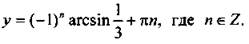 y = (-1)ⁿ arcsin 1/3 + πn, где n ∈ Z.